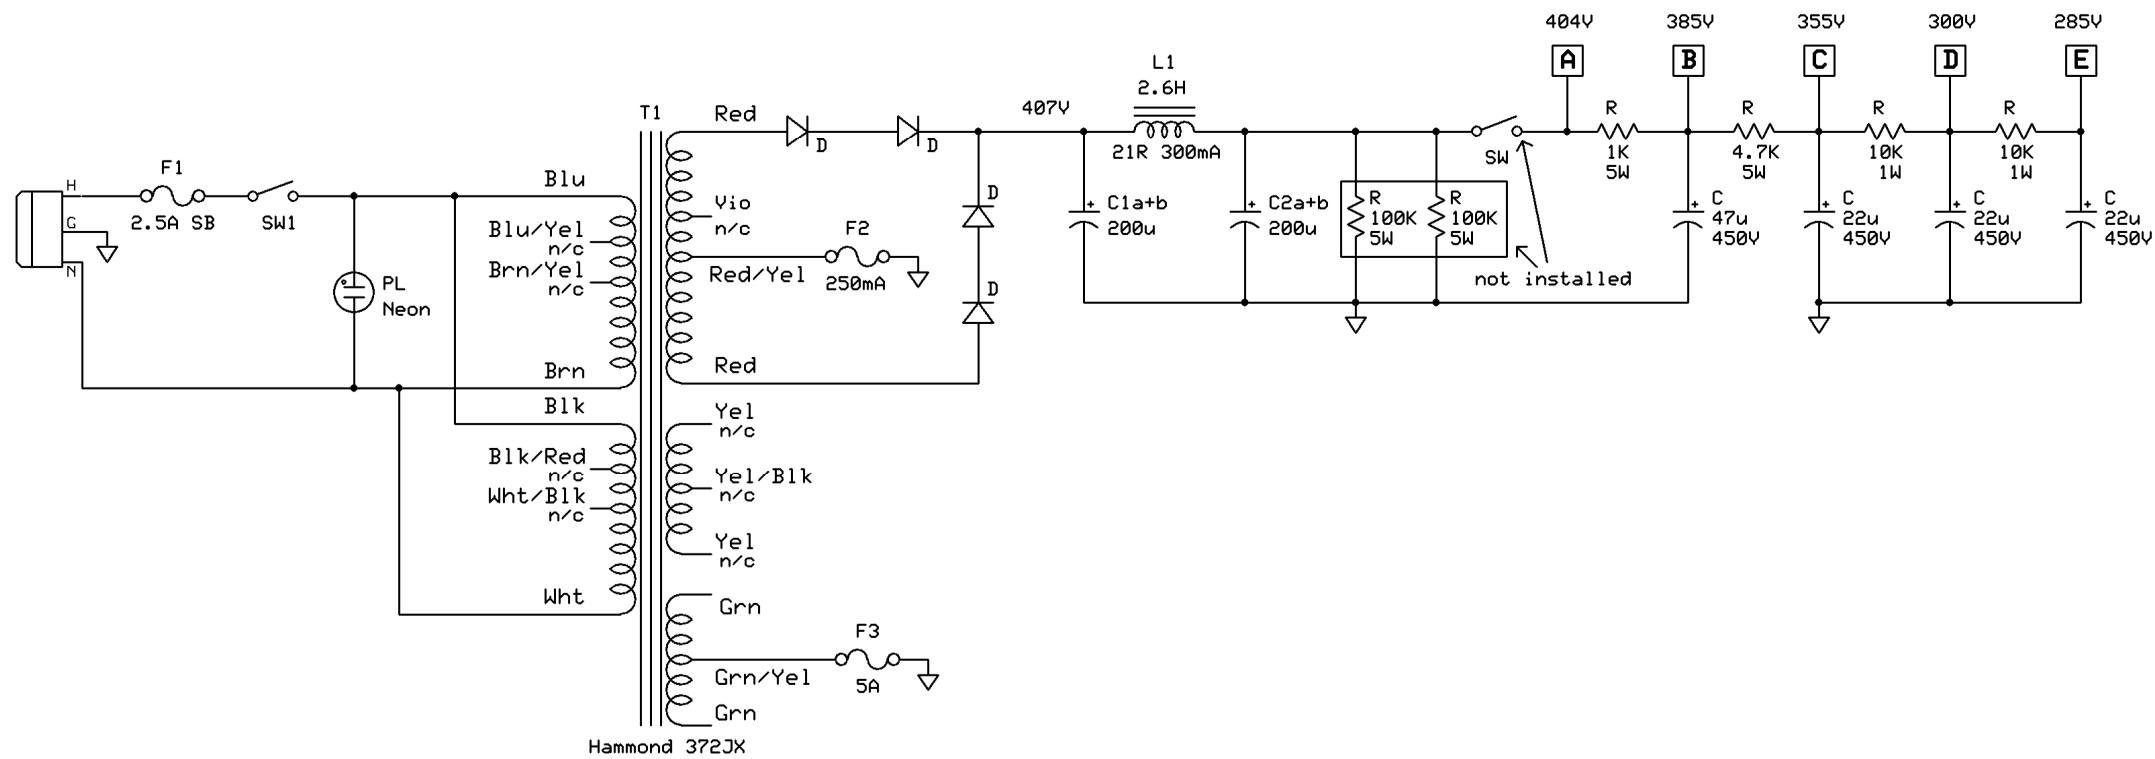 404V
385V
355V
300V
285V
A
B
C
D
E
L1
2.6H
407V
21R 300mA
T1
Red
D
D
R
1K
5W
R
4.7K
5W
R
10K
1W
R
10K
1W
SW
H
G
N
F1
2.5A SB
SW1
Blu
Blu/Yel
n/c
Brn/Yel
n/c
Vio
n/c
F2
Red/Yel
250mA
D
D
C1a+b
200u
C2a+b
200u
R
100K
5W
R
100K
5W
not installed
C
47u
450V
C
22u
450V
C
22u
450V
C
22u
450V
PL
Neon
Brn
Red
Blk
Yel
n/c
Blk/Red
n/c
Wht/Blk
n/c
Yel/Blk
n/c
Yel
n/c
Wht
Grn
F3
Grn/Yel
5A
Grn
Hammond 372JX